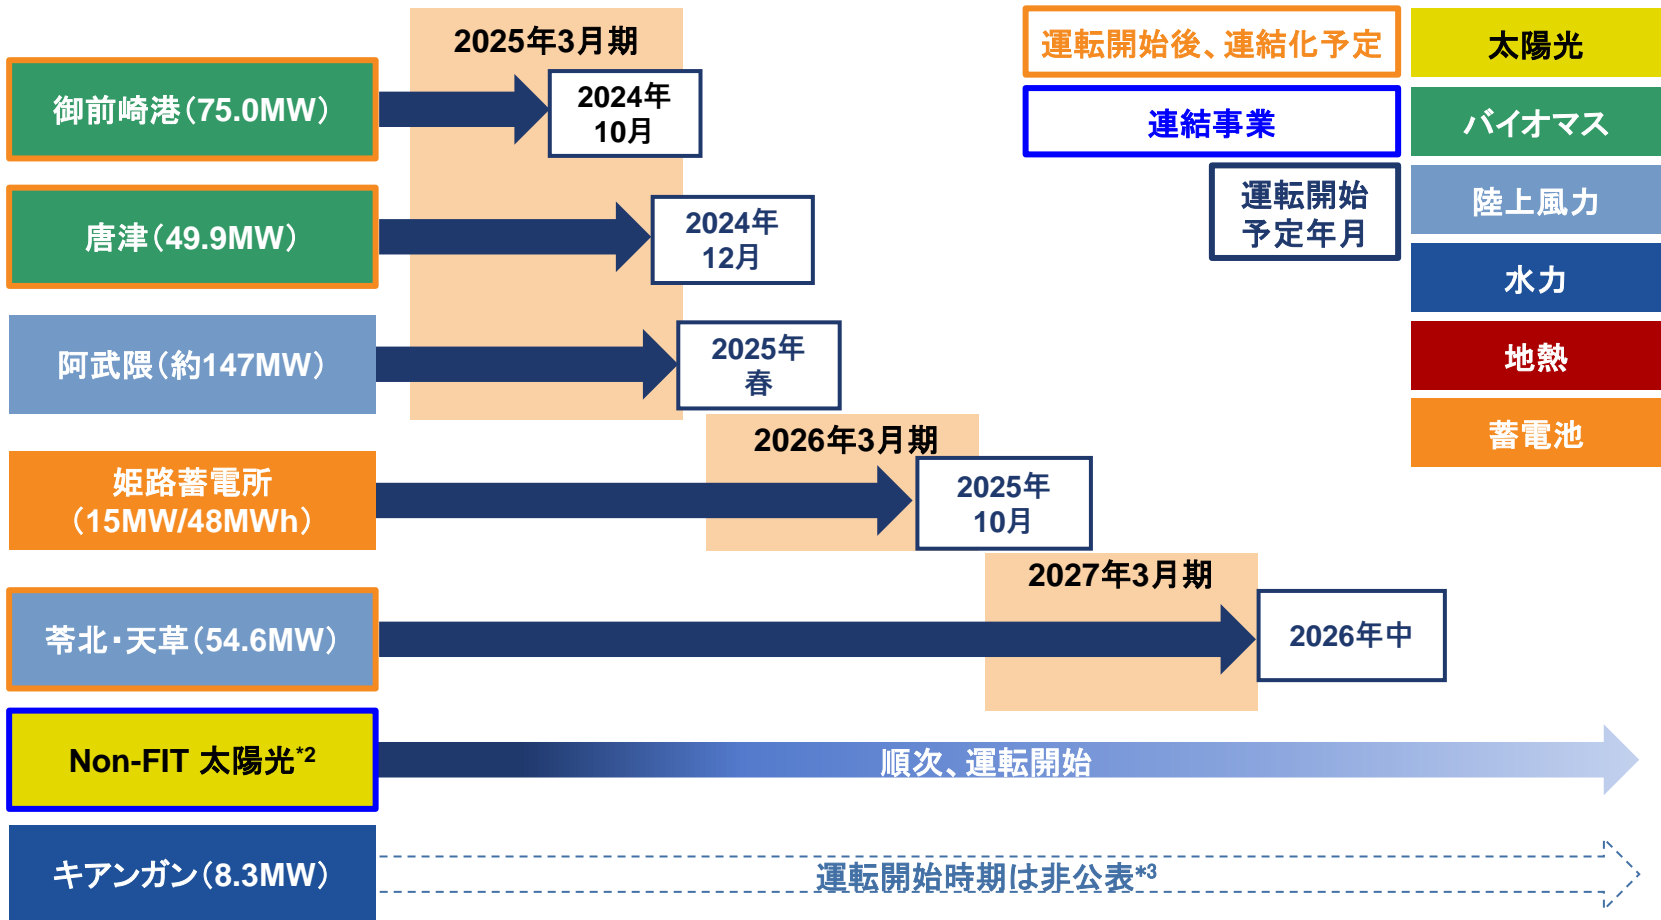 2025年3月期
運転開始後、連結化予定
太陽光
御前崎港（75.0MW）
2024年
10月
連結事業
バイオマス
唐津（49.9MW）
2024年
12月
運転開始
予定年月
陸上風力
水力
阿武隈（約147MW）
2025年
春
地熱
2026年3月期
蓄電池
姫路蓄電所
（15MW/48MWh）
2025年
10月
2027年3月期
苓北・天草（54.6MW）
2026年中
Non-FIT 太陽光*2
順次、運転開始
キアンガン（8.3MW）
運転開始時期は非公表*3